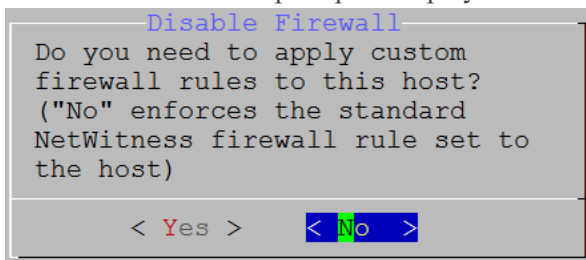 Disable Firewall
Do you need to apply custom
firewall rules to this host?
("No" enforces the standard
NetWitness firewall rule set to
the host)
< Yes > < No >